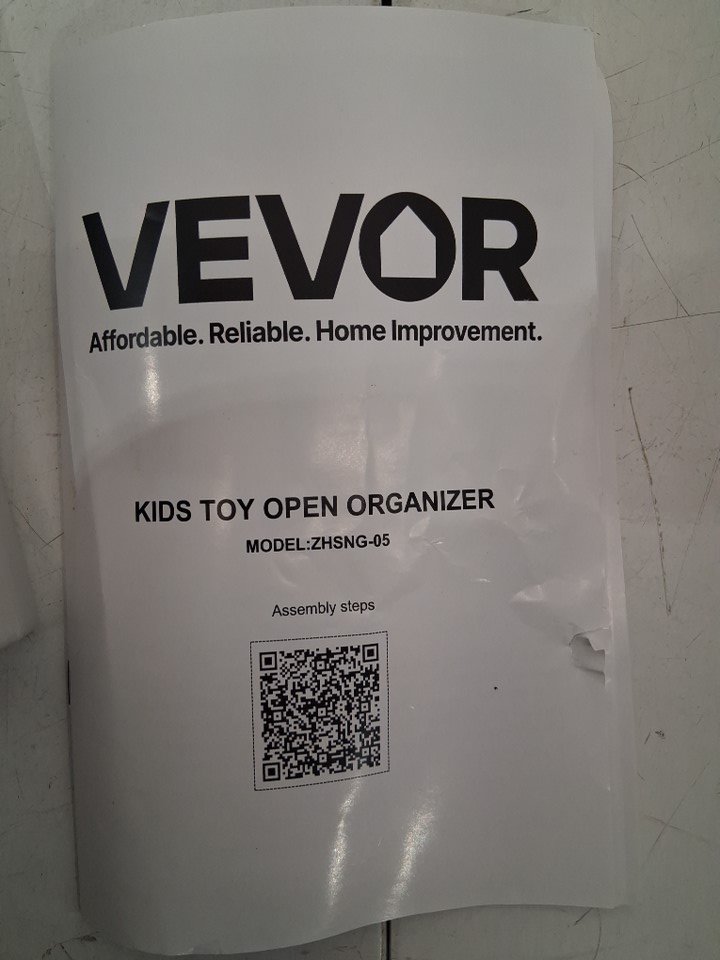 VEVOR
Affordable. Reliable. Home Improvement.
KIDS TOY OPEN ORGANIZER
MODEL:ZHSNG-05
Assembly steps